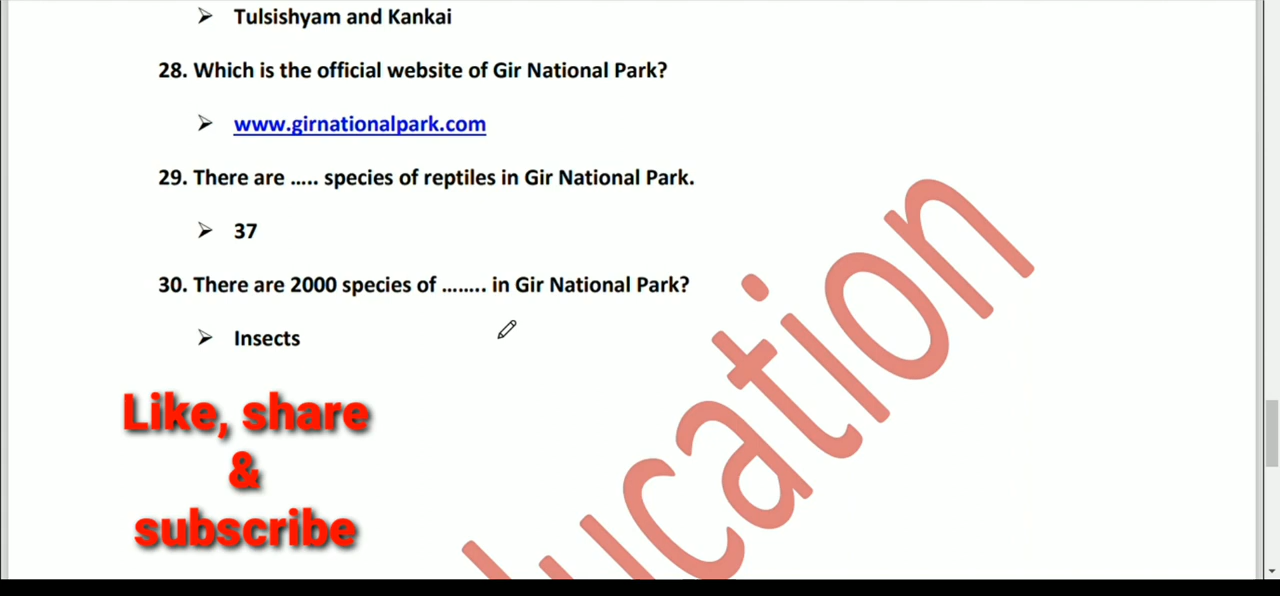 Tulsishyam and Kankai
28. Which is the official website of Gir National Park?
www.girnationalpark.com
29. There are ..... species of reptiles in Gir National Park.
37
30. There are 2000 species of ........ in Gir National Park?
Insects
Like, share
&
subscribe
ucation